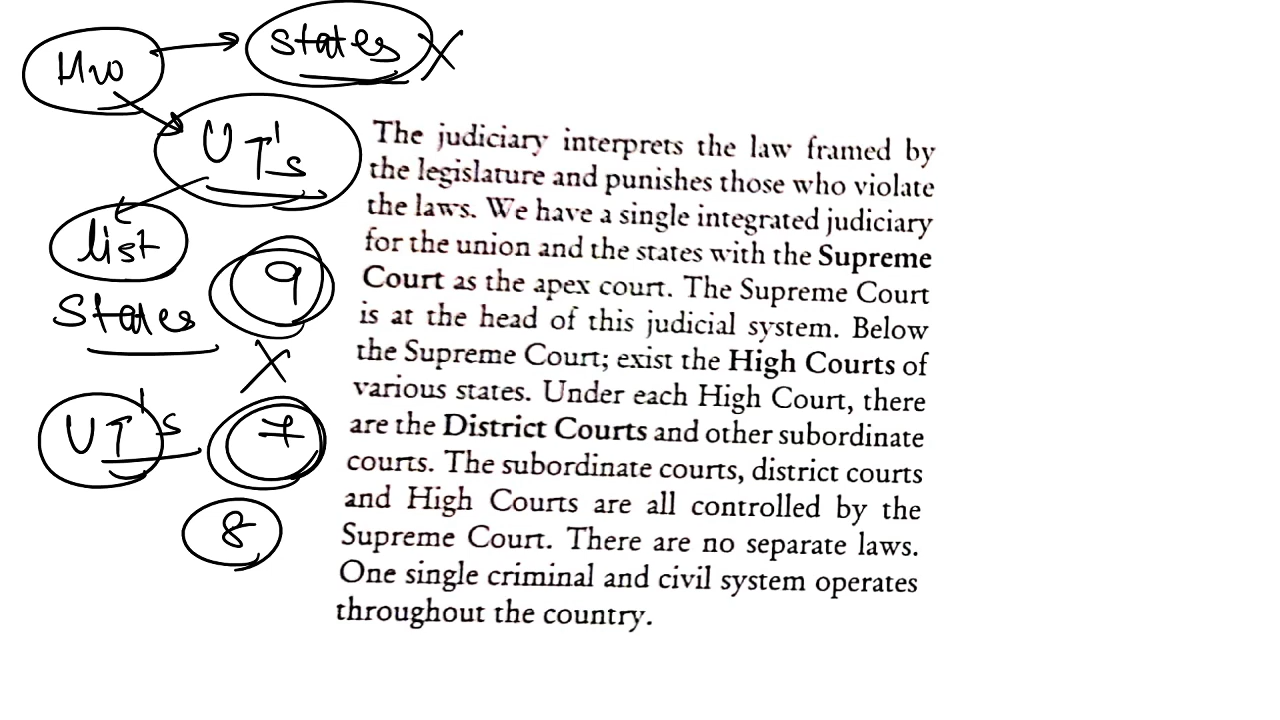 H/W
states X
UT's
list
States 9
X
UT's 7
8
The judiciary interprets the law framed by
the legislature and punishes those who violate
the laws. We have a single integrated judiciary
for the union and the states with the Supreme
Court as the apex court. The Supreme Court
is at the head of this judicial system. Below
the Supreme Court; exist the High Courts of
various states. Under each High Court, there
are the District Courts and other subordinate
courts. The subordinate courts, district courts
and High Courts are all controlled by the
Supreme Court. There are no separate laws.
One single criminal and civil system operates
throughout the country.